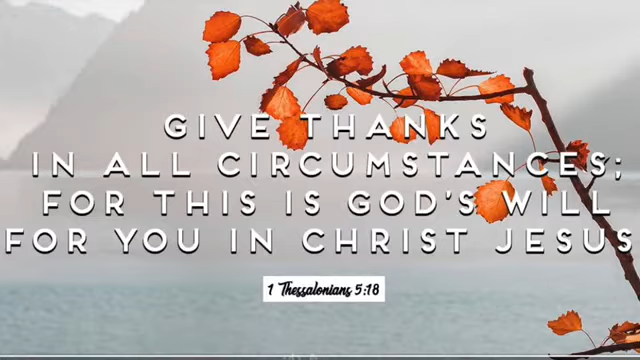 GIVE THANKS
IN ALL CIRCUMSTANCES;
FOR THIS IS GOD'S WILL
FOR YOU IN CHRIST JESUS
1 Thessalonians 5:18